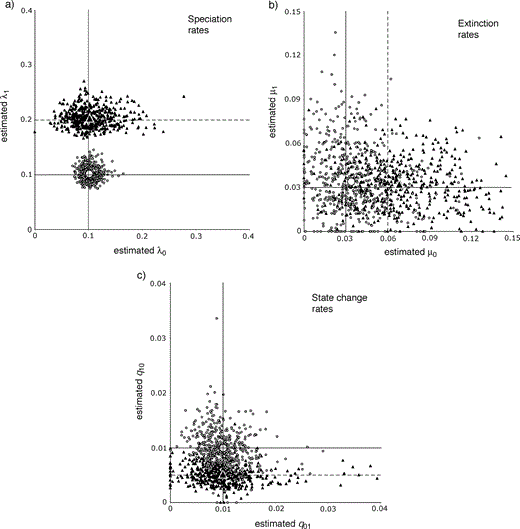 a)
Speciation
rates
0.4
0.3
0.2
0.1
0
0
0.1
0.2
0.3
0.4
estimated λ1
estimated λ0
b)
Extinction
rates
0.15
0.12
0.09
0.06
0.03
0
0
0.03
0.06
0.09
0.12
0.15
estimated μ1
estimated μ0
c)
State change
rates
0.04
0.03
0.02
0.01
0
0
0.01
0.02
0.03
0.04
estimated q10
estimated q01